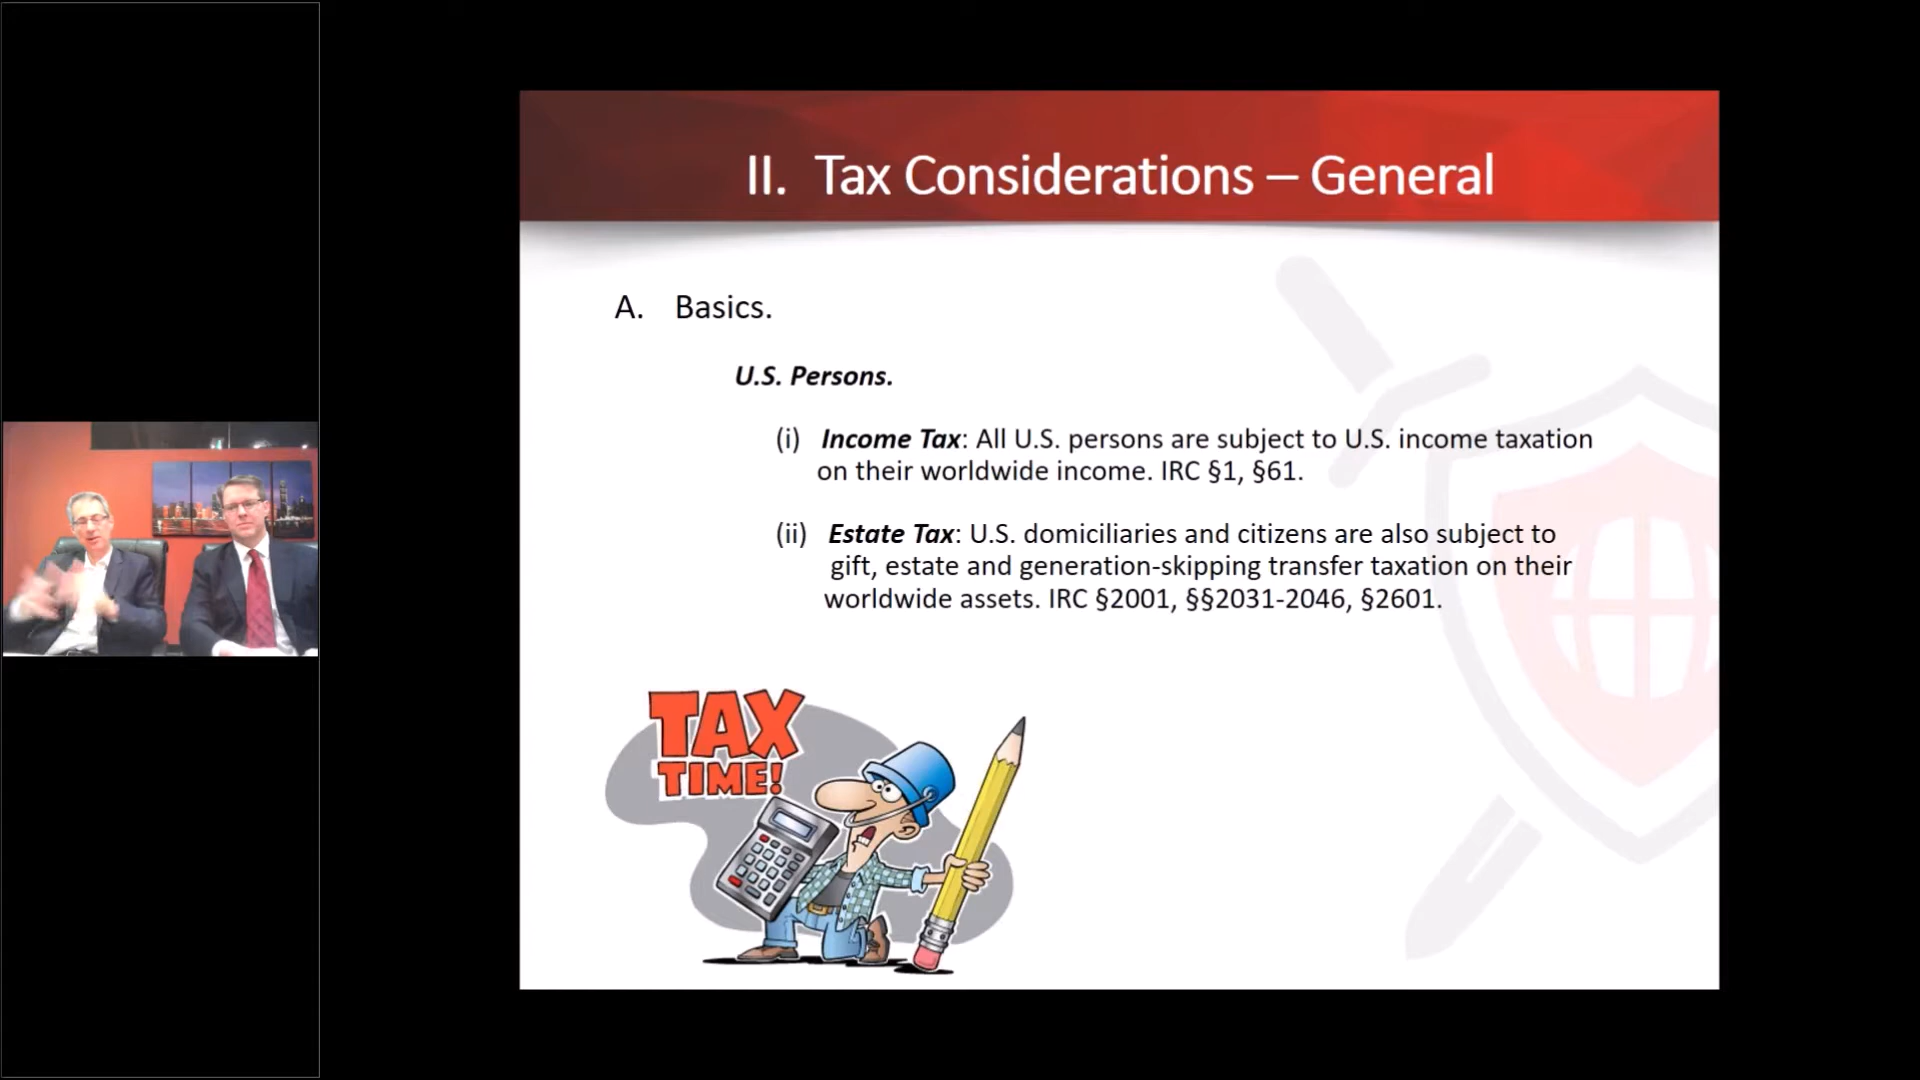 II. Tax Considerations – General
A. Basics.
U.S. Persons.
(i) Income Tax: All U.S. persons are subject to U.S. income taxation
on their worldwide income. IRC §1, §61.
(ii) Estate Tax: U.S. domiciliaries and citizens are also subject to
gift, estate and generation-skipping transfer taxation on their
worldwide assets. IRC §2001, §§2031-2046, §2601.
TAX
TIME!